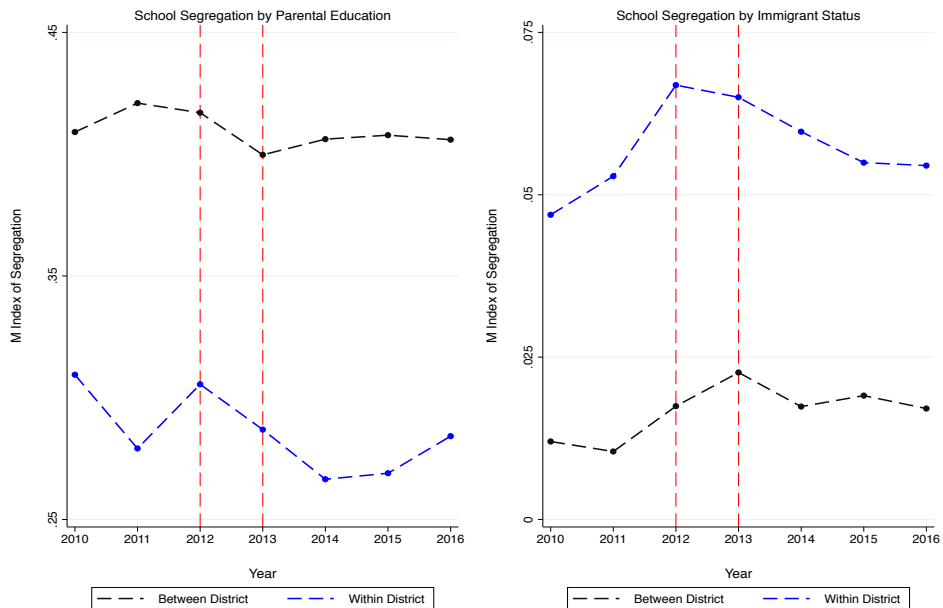 School Segregation by Parental Education
.45
.35
.25
M Index of Segregation
2010 2011 2012 2013 2014 2015 2016
Year
Between District Within District
School Segregation by Immigrant Status
.075
.05
.025
0
M Index of Segregation
2010 2011 2012 2013 2014 2015 2016
Year
Between District Within District